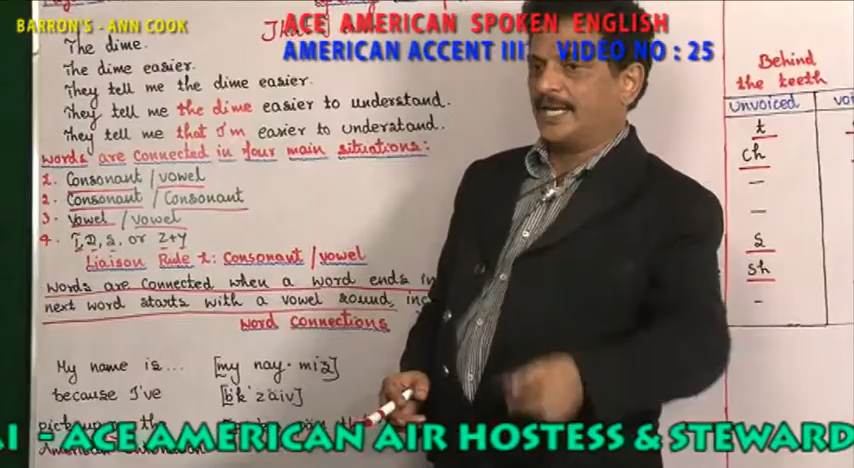 BARRON'S - ANN COOK
ACE AMERICAN SPOKEN ENGLISH
AMERICAN ACCENT III VIDEO NO : 25
The dime.
The dime easier.
They tell me the dime easier.
They tell me the dime easier to understand.
They tell me that I'm easier to understand.
words are connected in four main situations:
1. Consonant / vowel
2. Consonant / CONSONANT
3. Vowel / vowel
4. T, D, S, or Z+Y
Liaison Rule 1: Consonant / vowel
words are connected when a word ends in
next word starts with a vowel sound
Word Connections
My name is... [my nay·miz]
because I've [b'k'zäiv]
pick up the
American
Behind
the teeth
unvoiced
t
ch
-
-
s
sh
-
- ACE AMERICAN AIR HOSTESS & STEWARD